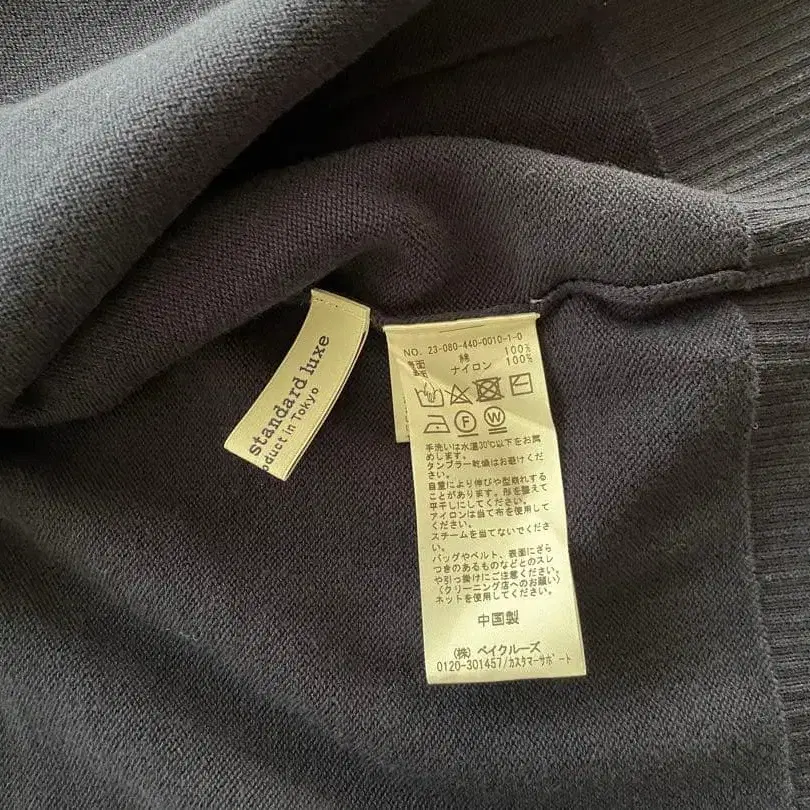 standard luxe
oduct in Tokyo
NO. 23-080-440-0010-1-0
表面 綿 100%
裏面 ナイロン 100%
F W
手洗いは水温30℃以下をお薦
めします。
タンブラー乾燥はお避けくだ
さい。
自重により伸びや型崩れする
ことがあります。形を整えて
平干しにしてください。
アイロンは当て布を使用して
ください。
スチームを当てないでくださ
い。
バッグやベルト、表面にざら
つきのあるものなどとのスレ
や引っ掛けにご注意ください。
(クリーニング店へのお願い)
ネットを使用してください。
中国製
(株)ベイクルーズ
0120-301457/カスタマーサポート